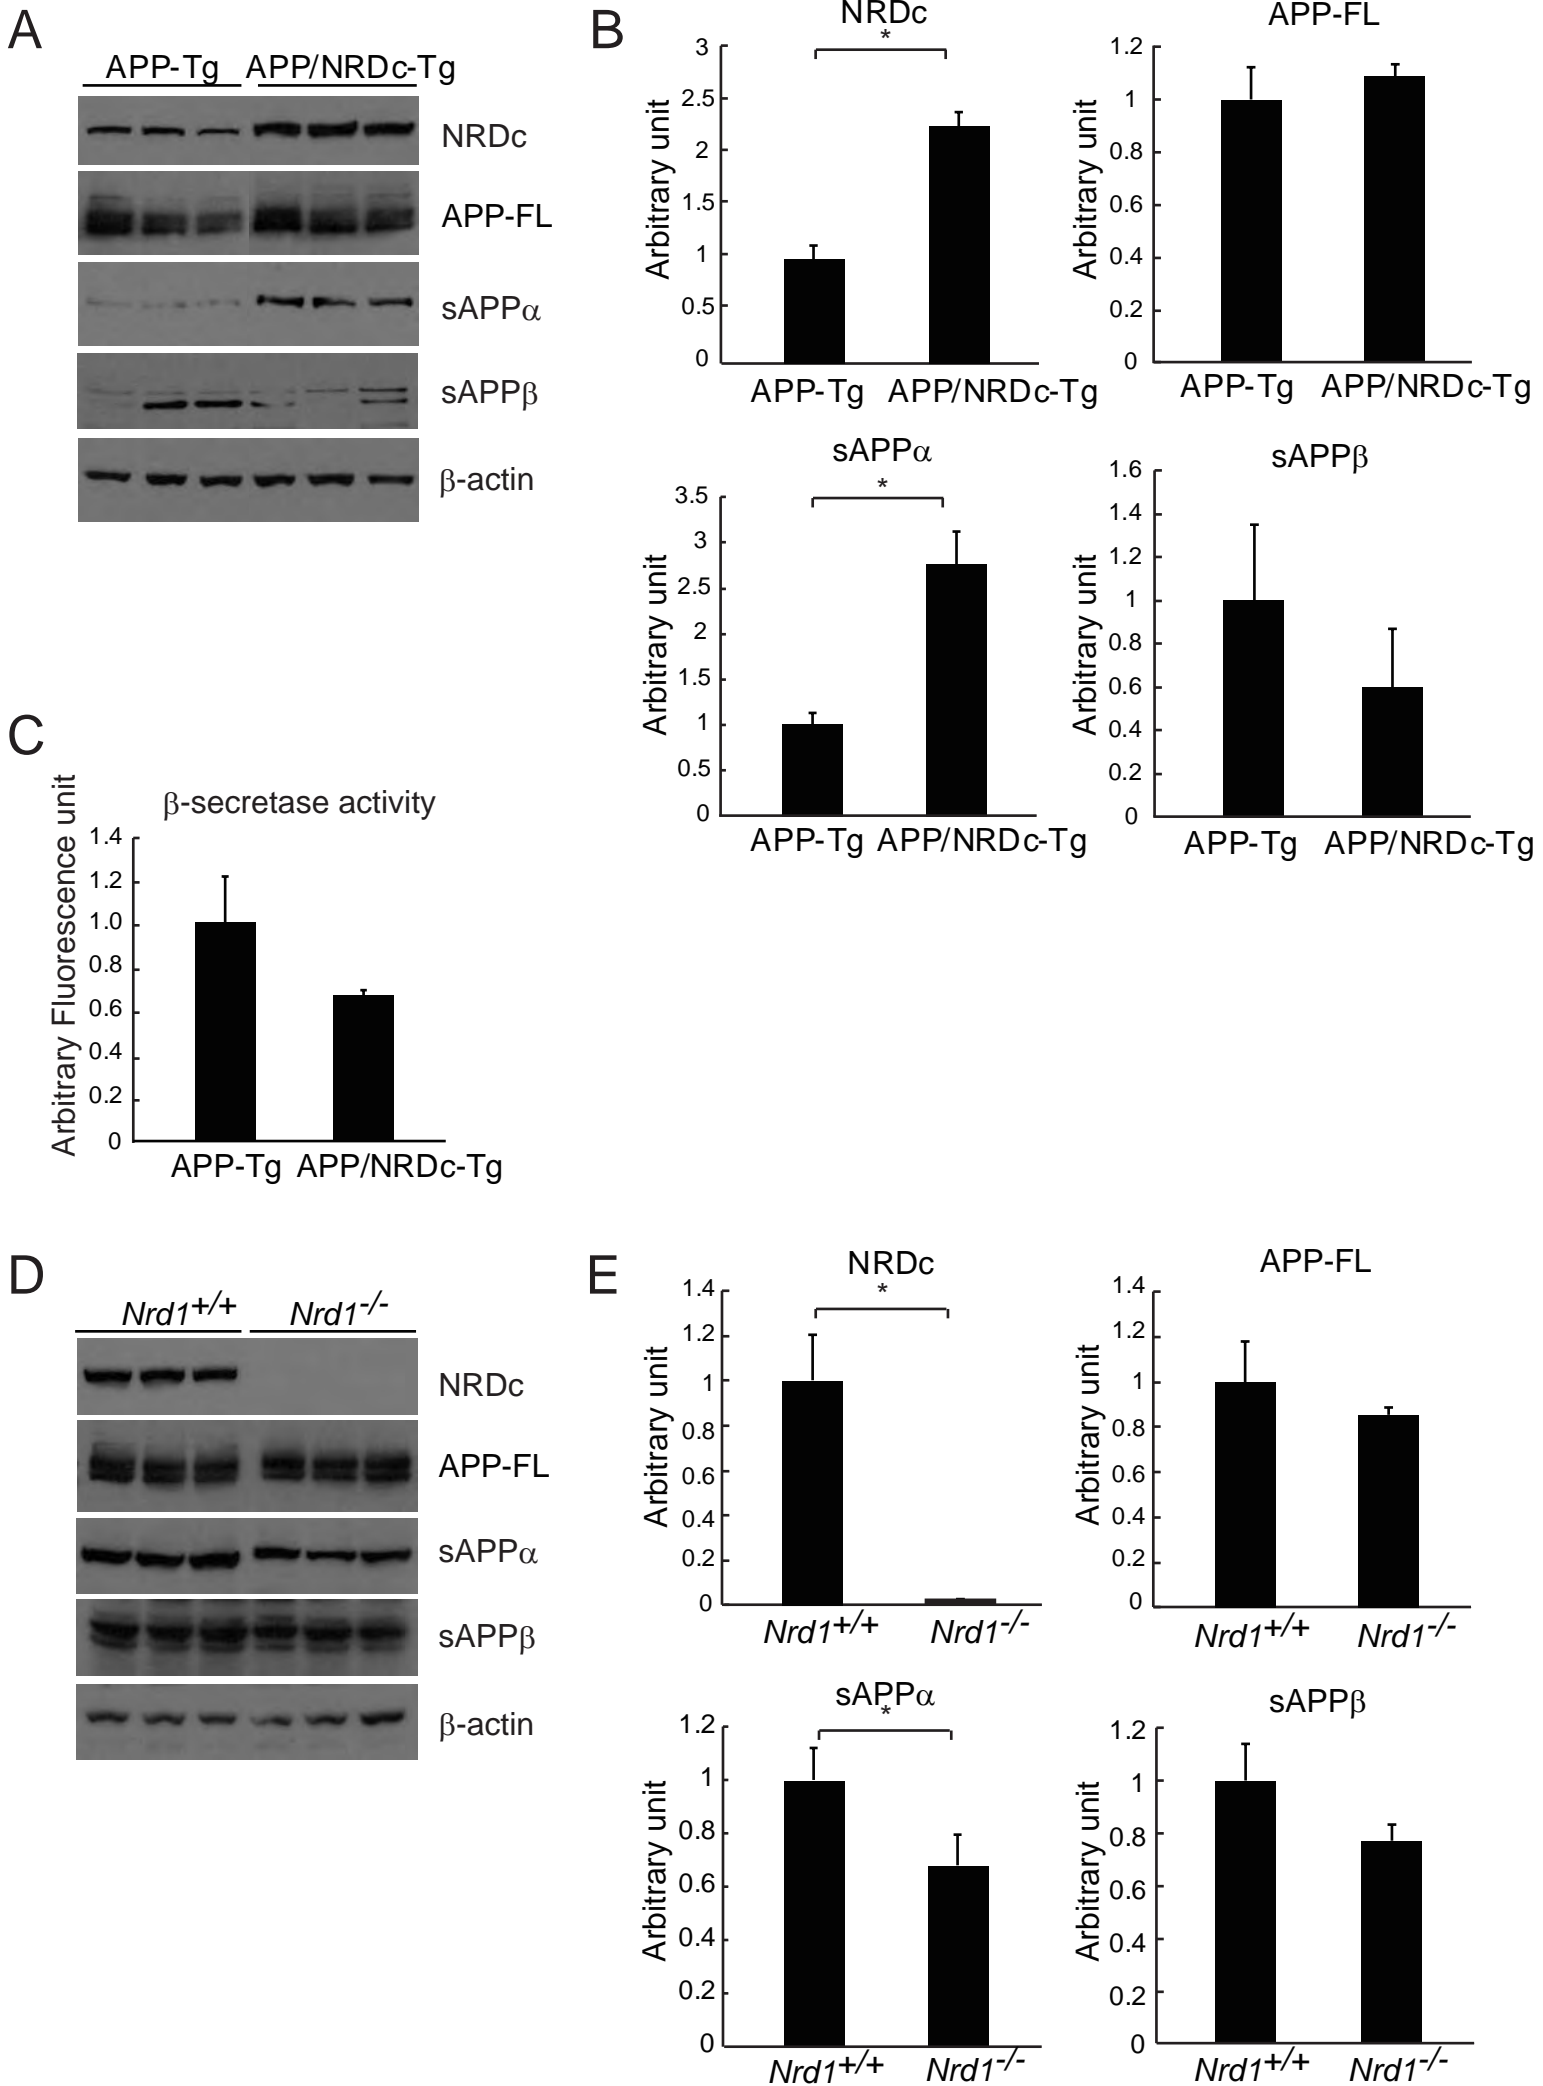 A
APP-Tg APP/NRDc-Tg
NRDc
APP-FL
sAPPα
sAPPβ
β-actin
B
NRDc
*
Arbitrary unit
3
2.5
2
1.5
1
0.5
0
APP-Tg APP/NRDc-Tg
APP-FL
Arbitrary unit
1.2
1
0.8
0.6
0.4
0.2
0
APP-Tg APP/NRDc-Tg
sAPPα
*
Arbitrary unit
3.5
3
2.5
2
1.5
1
0.5
0
APP-Tg APP/NRDc-Tg
sAPPβ
Arbitrary unit
1.6
1.4
1.2
1
0.8
0.6
0.4
0.2
0
APP-Tg APP/NRDc-Tg
C
β-secretase activity
Arbitrary Fluorescence unit
1.4
1.2
1.0
0.8
0.6
0.4
0.2
0
APP-Tg APP/NRDc-Tg
D
Nrd1+/+ Nrd1-/-
NRDc
APP-FL
sAPPα
sAPPβ
β-actin
E
NRDc
*
Arbitrary unit
1.4
1.2
1
0.8
0.6
0.4
0.2
0
Nrd1+/+ Nrd1-/-
APP-FL
Arbitrary unit
1.4
1.2
1
0.8
0.6
0.4
0.2
0
Nrd1+/+ Nrd1-/-
sAPPα
*
Arbitrary unit
1.2
1
0.8
0.6
0.4
0.2
0
Nrd1+/+ Nrd1-/-
sAPPβ
Arbitrary unit
1.2
1
0.8
0.6
0.4
0.2
0
Nrd1+/+ Nrd1-/-